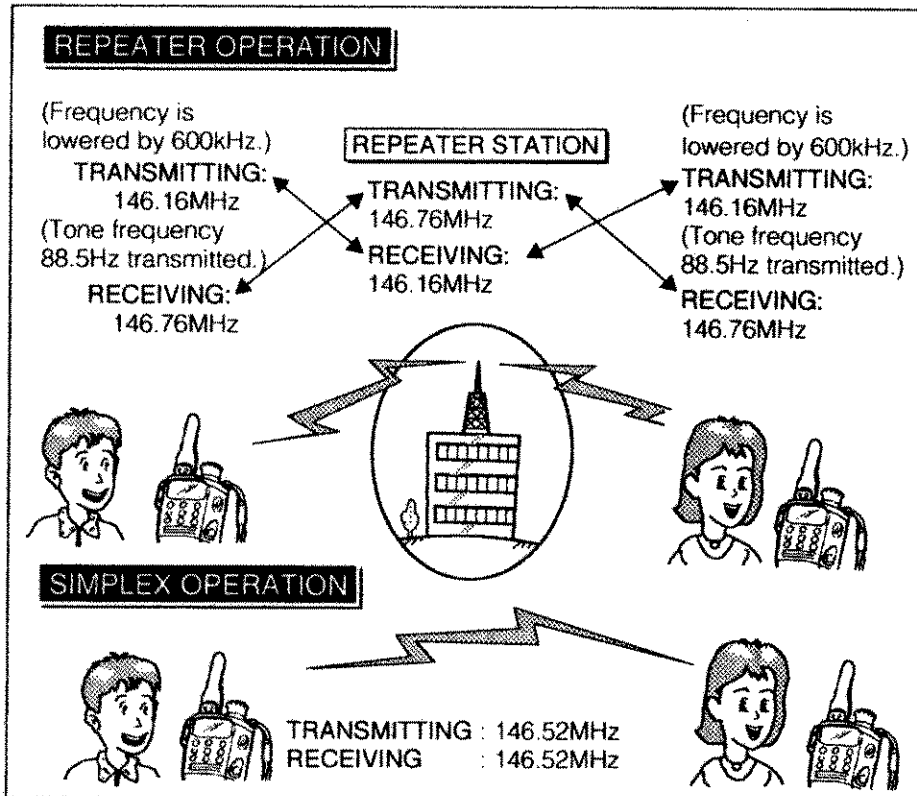 REPEATER OPERATION
(Frequency is
lowered by 600kHz.)
TRANSMITTING:
146.16MHz
(Tone frequency
88.5Hz transmitted.)
RECEIVING:
146.76MHz
REPEATER STATION
TRANSMITTING:
146.76MHz
RECEIVING:
146.16MHz
(Frequency is
lowered by 600kHz.)
TRANSMITTING:
146.16MHz
(Tone frequency
88.5Hz transmitted.)
RECEIVING:
146.76MHz
SIMPLEX OPERATION
TRANSMITTING : 146.52MHz
RECEIVING : 146.52MHz